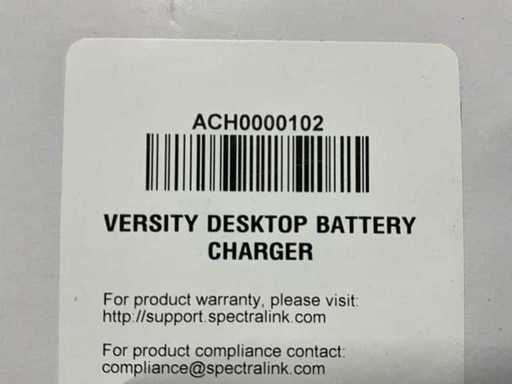 ACH0000102
VERSITY DESKTOP BATTERY
CHARGER
For product warranty, please visit:
http://support.spectralink.com
For product compliance contact:
compliance@spectralink.com